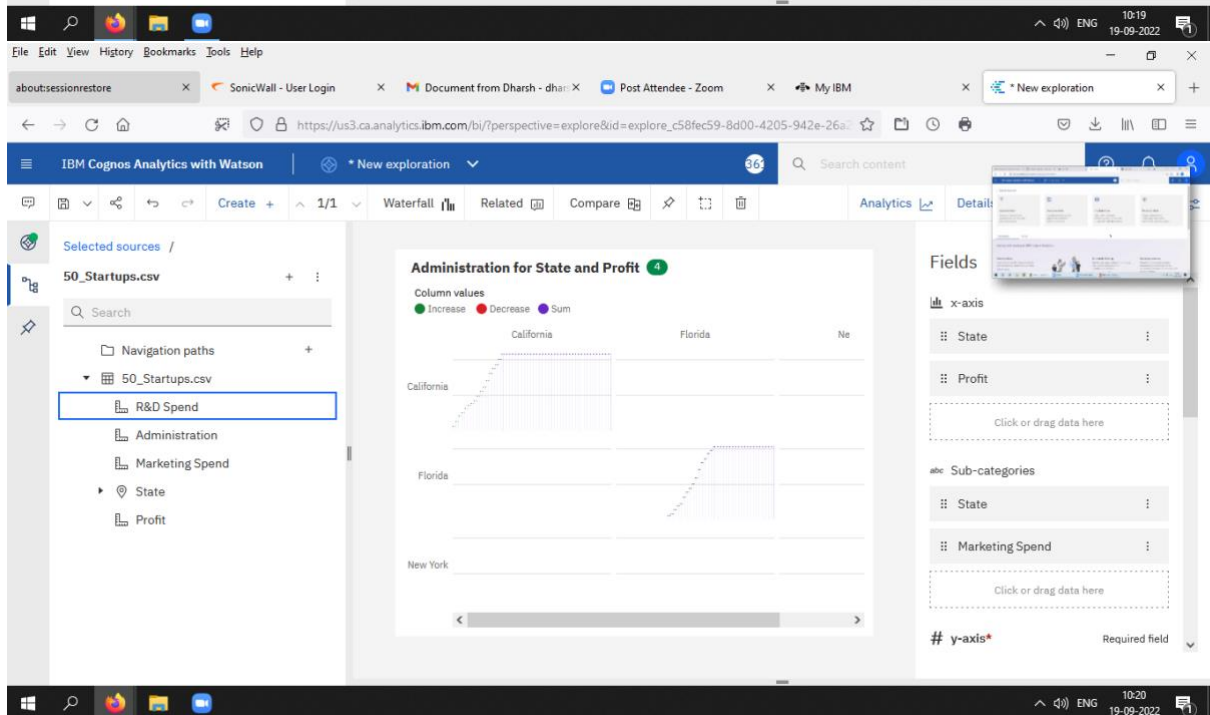 ENG 10:19
19-09-2022
File Edit View History Bookmarks Tools Help
about:sessionrestore SonicWall - User Login Document from Dharsh - dhar Post Attendee - Zoom My IBM * New exploration
https://us3.ca.analytics.ibm.com/bi/?perspective=explore&id=explore_c58fec59-8d00-4205-942e-26a2
IBM Cognos Analytics with Watson * New exploration 361 Search content
Create + 1/1 Waterfall Related Compare Analytics Details
Selected sources /
50_Startups.csv
Search
Navigation paths
50_Startups.csv
R&D Spend
Administration
Marketing Spend
State
Profit
Administration for State and Profit 4
Column values
Increase Decrease Sum
California Florida Ne
California
Florida
New York
Fields
x-axis
State
Profit
Click or drag data here
abc Sub-categories
State
Marketing Spend
Click or drag data here
# y-axis* Required field
ENG 10:20
19-09-2022